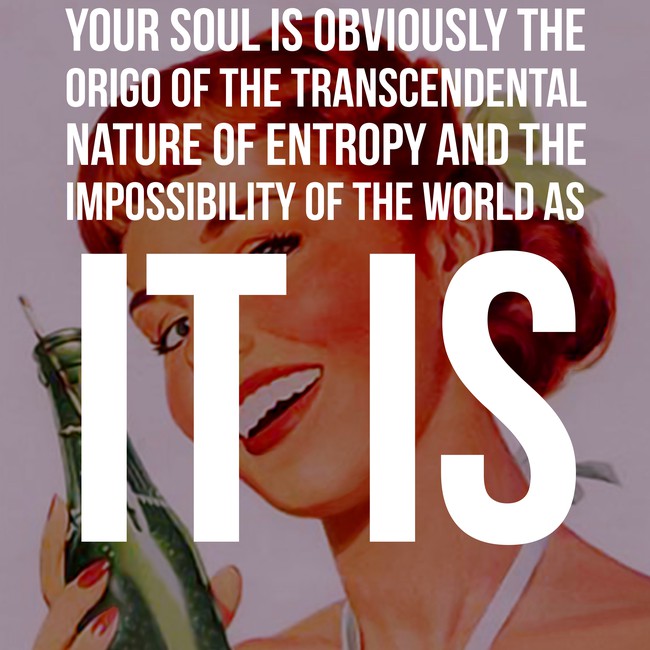 YOUR SOUL IS OBVIOUSLY THE
ORIGO OF THE TRANSCENDENTAL
NATURE OF ENTROPY AND THE
IMPOSSIBILITY OF THE WORLD AS
IT IS